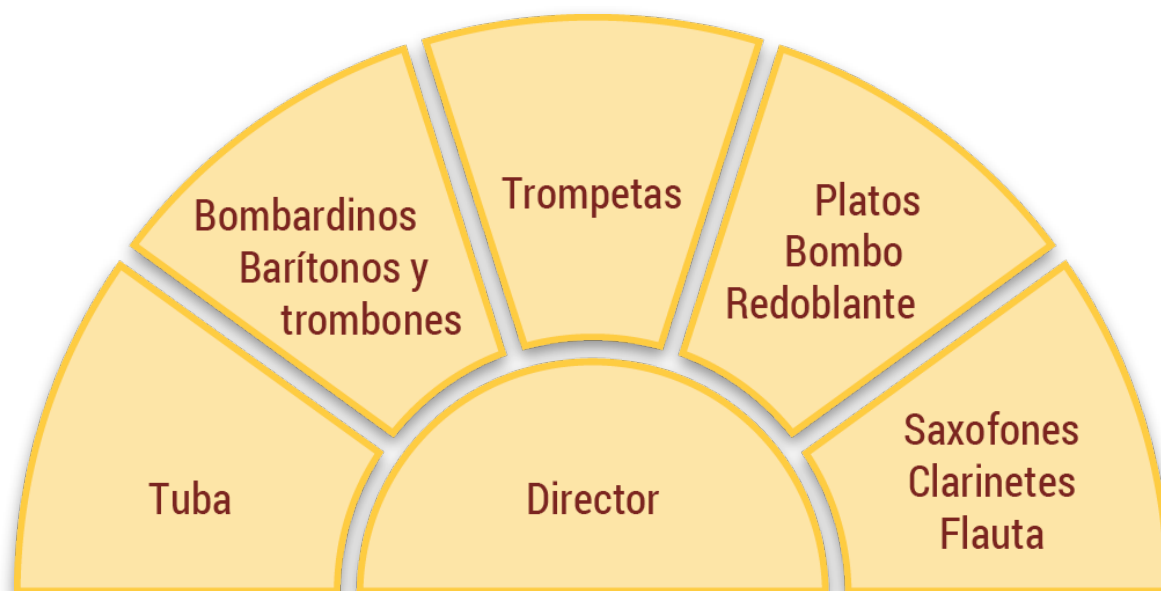 Tuba
Bombardinos
Barítonos y
trombones
Trompetas
Platos
Bombo
Redoblante
Saxofones
Clarinetes
Flauta
Director